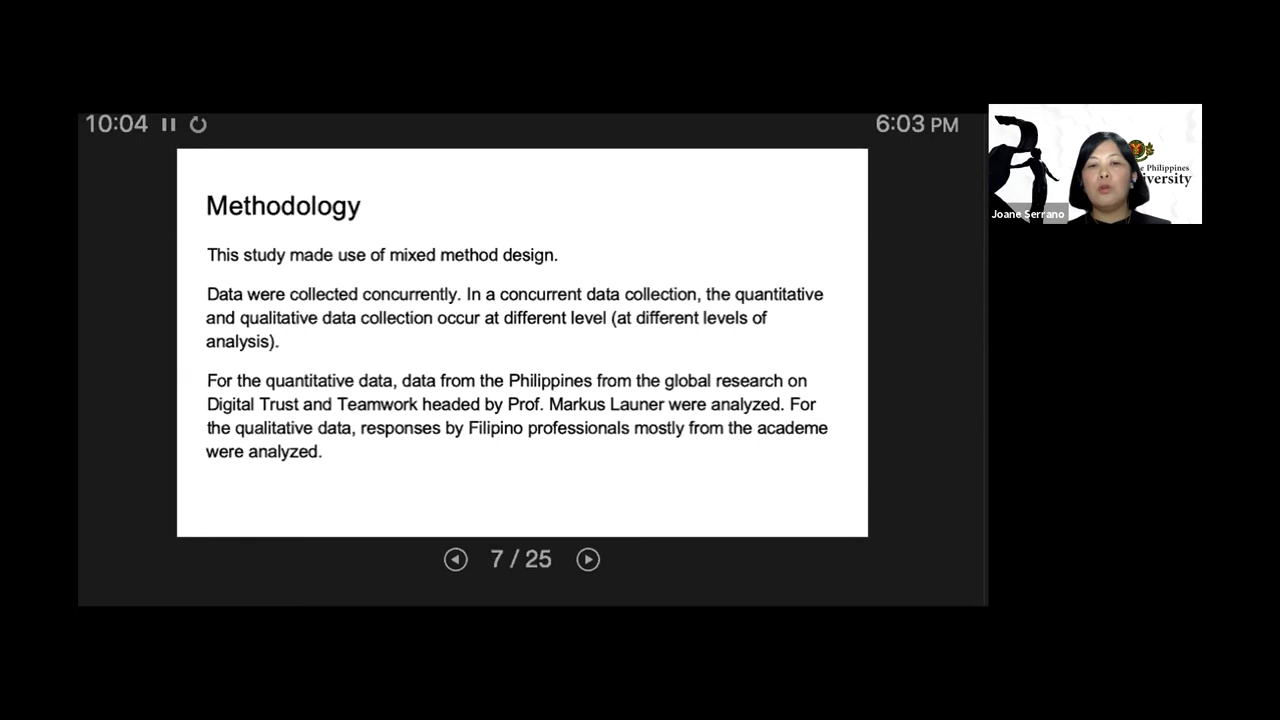 10:04
6:03 PM
Methodology
This study made use of mixed method design.
Data were collected concurrently. In a concurrent data collection, the quantitative
and qualitative data collection occur at different level (at different levels of
analysis).
For the quantitative data, data from the Philippines from the global research on
Digital Trust and Teamwork headed by Prof. Markus Launer were analyzed. For
the qualitative data, responses by Filipino professionals mostly from the academe
were analyzed.
7 / 25
Philippines
Joane Serrano